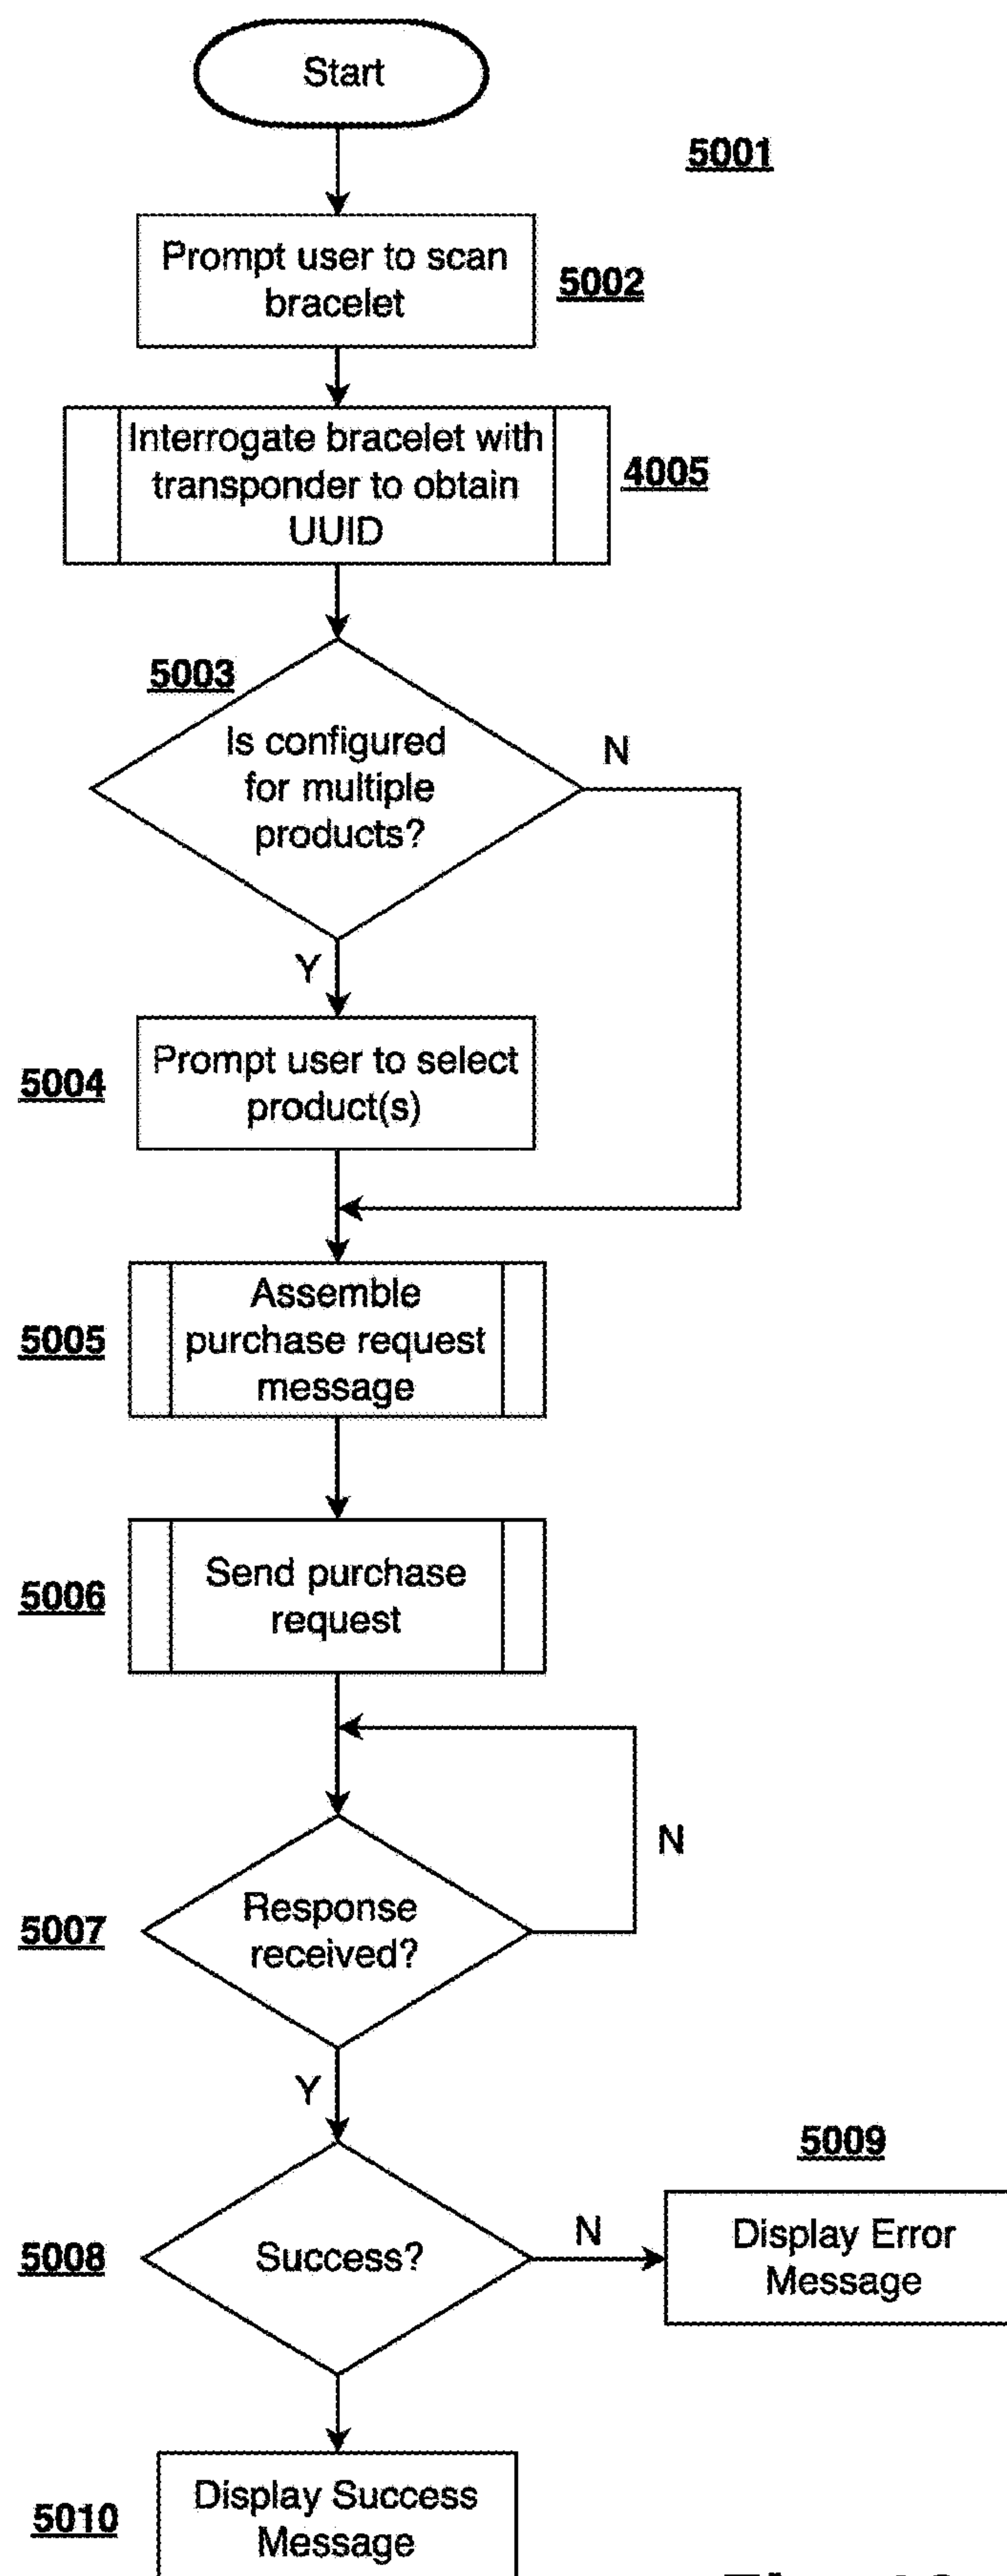 Start
5001
Prompt user to scan
bracelet
5002
Interrogate bracelet with
transponder to obtain
UUID
4005
5003
Is configured
for multiple
products?
N
Y
Prompt user to select
product(s)
5004
Assemble
purchase request
message
5005
Send purchase
request
5006
N
Response
received?
5007
Y
5009
Success?
5008
N
Display Error
Message
Display Success
Message
5010